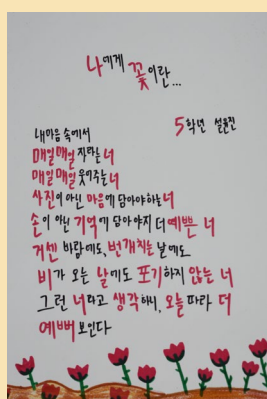 나에게 꽃이란...
5학년 설윤진
내마음 속에서
매일매일 자라는 너
매일 매일 웃어주는 너
사진이 아닌 마음에 담아야하는 너
손이 아닌 기억에 담아야지 더 예쁜 너
거센 바람에도, 번개치는 날에도
비가 오는 날에도 포기하지 않는 너
그런 너라고 생각하니, 오늘 따라 더
예뻐 보인다